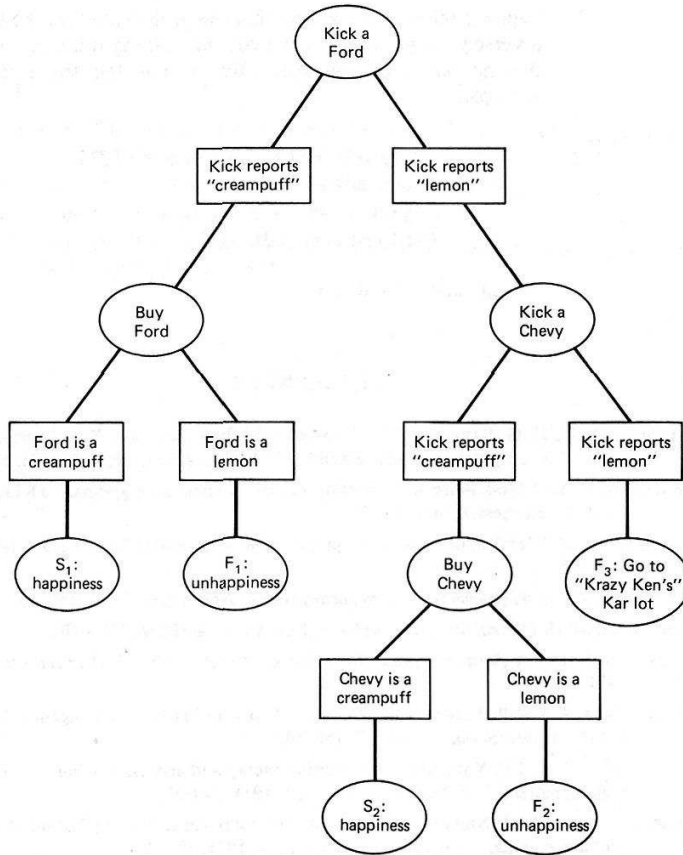 Kick a
Ford
Kick reports
"creampuff"
Kick reports
"lemon"
Buy
Ford
Kick a
Chevy
Ford is a
creampuff
Ford is a
lemon
Kick reports
"creampuff"
Kick reports
"lemon"
S₁:
happiness
F₁:
unhappiness
Buy
Chevy
F₃: Go to
"Krazy Ken's"
Kar lot
Chevy is a
creampuff
Chevy is a
lemon
S₂:
happiness
F₂:
unhappiness